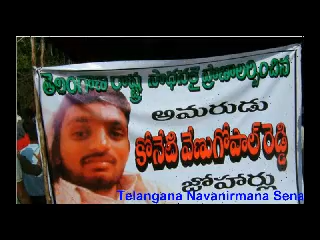 తెలంగాణ రాష్ట్ర సాధనకై ప్రాణాలర్పించిన
అమరుడు
కోనేటి వేణుగోపాల్ రెడ్డి
జోహార్లు
Telangana Navanirmana Sena